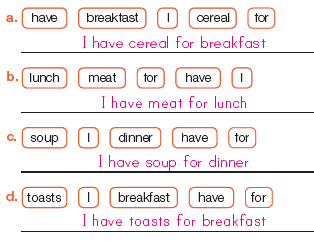 a. have breakfast I cereal for
I have cereal for breakfast
b. lunch meat for have I
I have meat for lunch
c. soup I dinner have for
I have soup for dinner
d. toasts I breakfast have for
I have toasts for breakfast